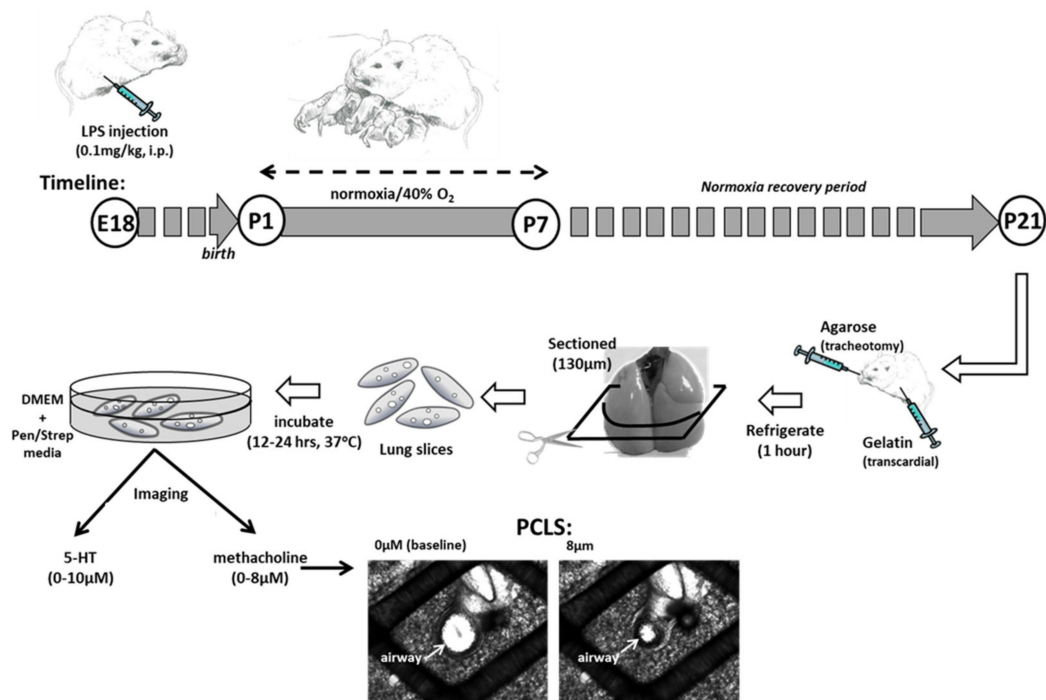 LPS injection
(0.1mg/kg, i.p.)
Timeline:
normoxia/40% O₂
Normoxia recovery period
E18
P1
P7
P21
birth
Agarose
(tracheotomy)
Gelatin
(transcardial)
Refrigerate
(1 hour)
Sectioned
(130µm)
Lung slices
incubate
(12-24 hrs, 37°C)
DMEM
+
Pen/Strep
media
Imaging
5-HT
(0-10µM)
methacholine
(0-8µM)
PCLS:
0µM (baseline)
8µm
airway
airway